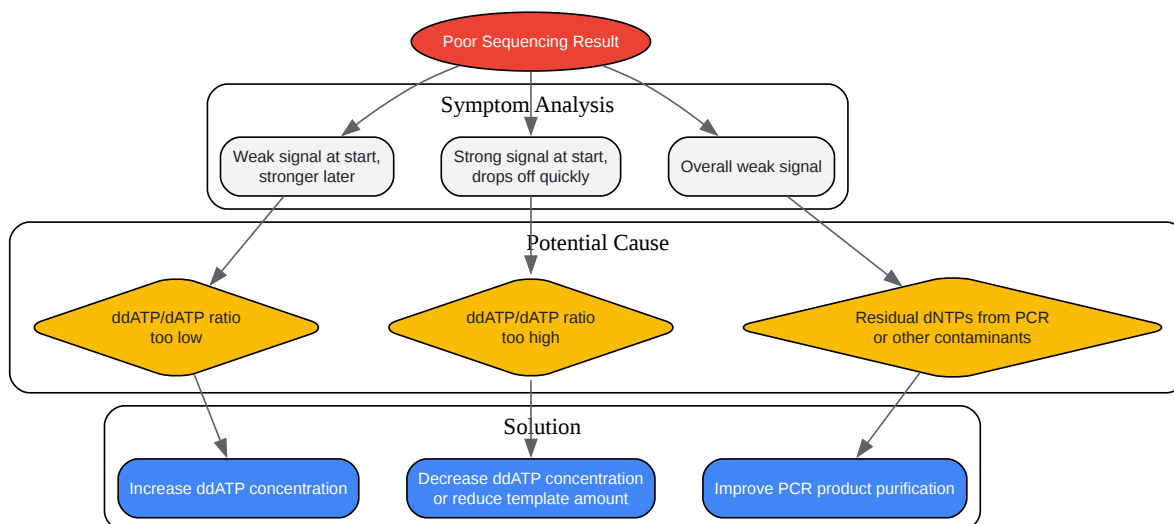 Poor Sequencing Result
Symptom Analysis
Weak signal at start,
stronger later
Strong signal at start,
drops off quickly
Overall weak signal
Potential Cause
ddATP/dATP ratio
too low
ddATP/dATP ratio
too high
Residual dNTPs from PCR
or other contaminants
Solution
Increase ddATP concentration
Decrease ddATP concentration
or reduce template amount
Improve PCR product purification